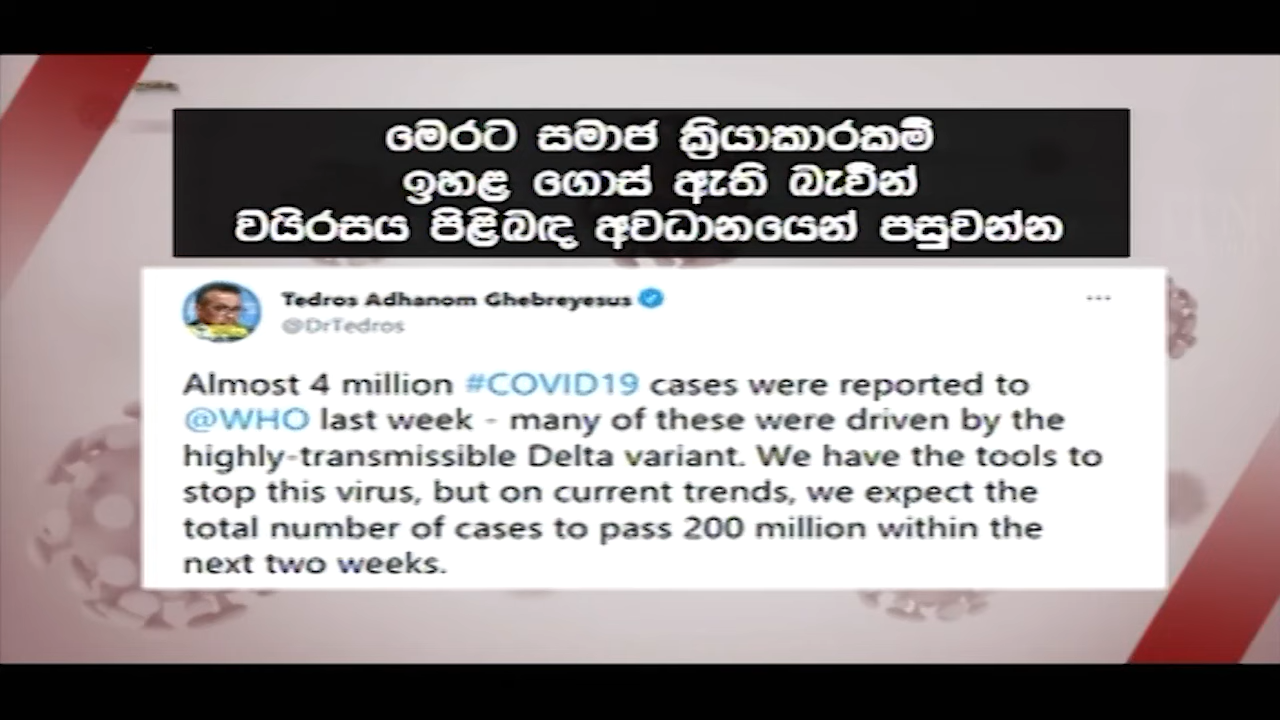 මෙරට සමාජ ක්‍රියාකාරකම්
ඉහළ ගොස් ඇති බැවින්
වයිරසය පිළිබඳ අවධානයෙන් පසුවන්න
Tedros Adhanom Ghebreyesus
@DrTedros
Almost 4 million #COVID19 cases were reported to
@WHO last week - many of these were driven by the
highly-transmissible Delta variant. We have the tools to
stop this virus, but on current trends, we expect the
total number of cases to pass 200 million within the
next two weeks.